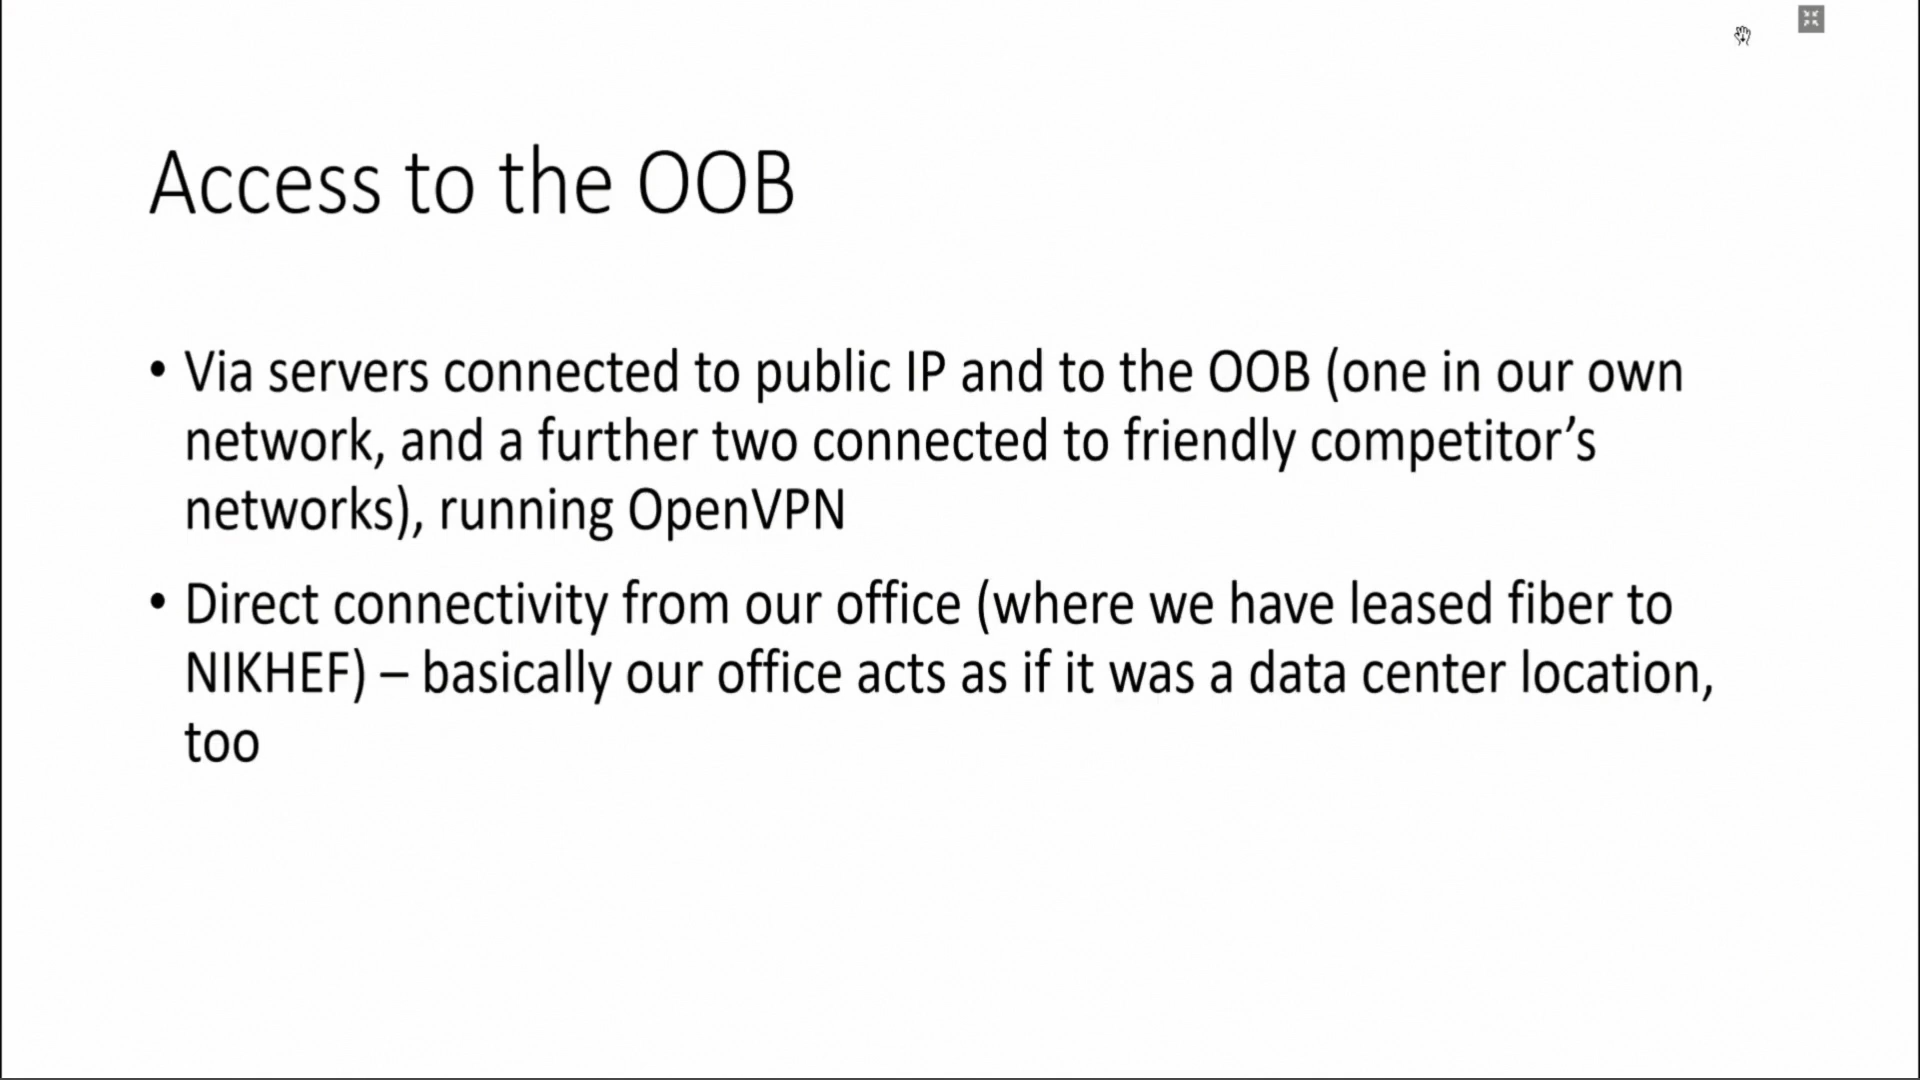 Access to the OOB
• Via servers connected to public IP and to the OOB (one in our own
network, and a further two connected to friendly competitor’s
networks), running OpenVPN
• Direct connectivity from our office (where we have leased fiber to
NIKHEF) – basically our office acts as if it was a data center location,
too